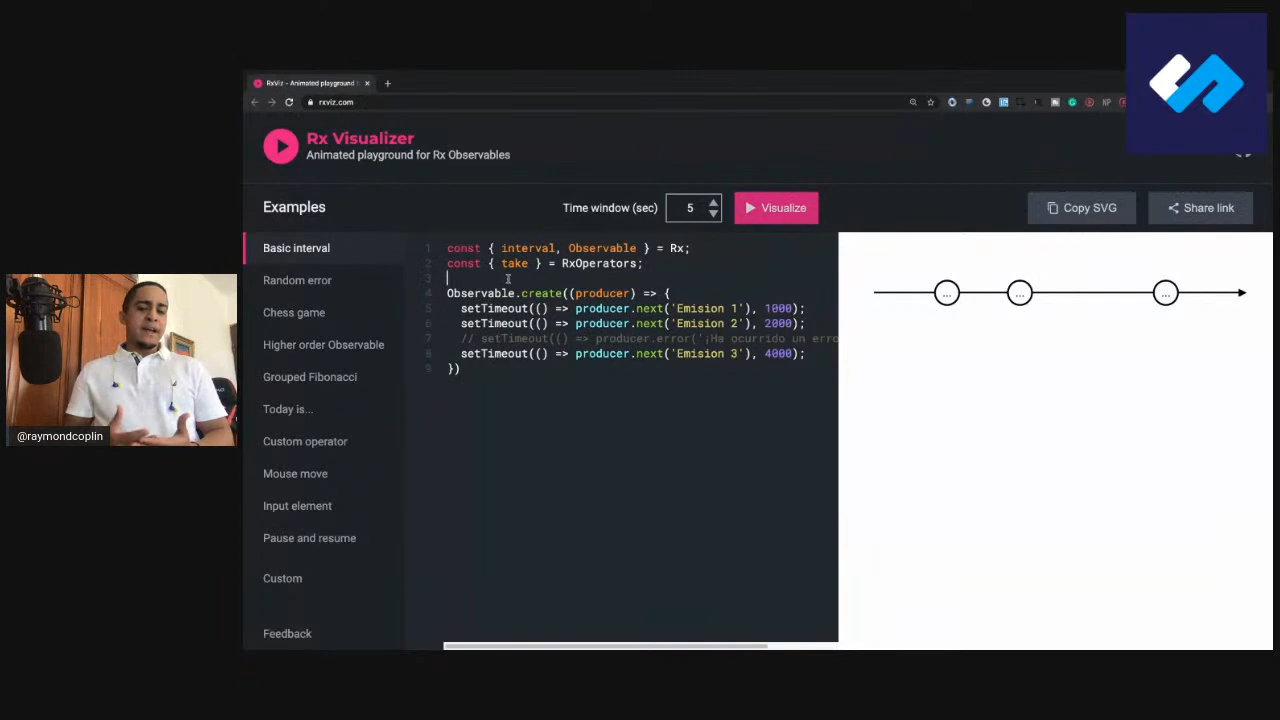 RxViz - Animated playground f
rxviz.com
Rx Visualizer
Animated playground for Rx Observables
Examples
Time window (sec)
5
Visualize
Copy SVG
Share link
Basic interval
Random error
Chess game
Higher order Observable
Grouped Fibonacci
Today is...
Custom operator
Mouse move
Input element
Pause and resume
Custom
Feedback
1 const { interval, Observable } = Rx;
2 const { take } = RxOperators;
3
4 Observable.create((producer) => {
5 setTimeout(() => producer.next('Emision 1'), 1000);
6 setTimeout(() => producer.next('Emision 2'), 2000);
7 // setTimeout(() => producer.error('¡Ha ocurrido un erro
8 setTimeout(() => producer.next('Emision 3'), 4000);
9 })
... ... ...
@raymondcoplin